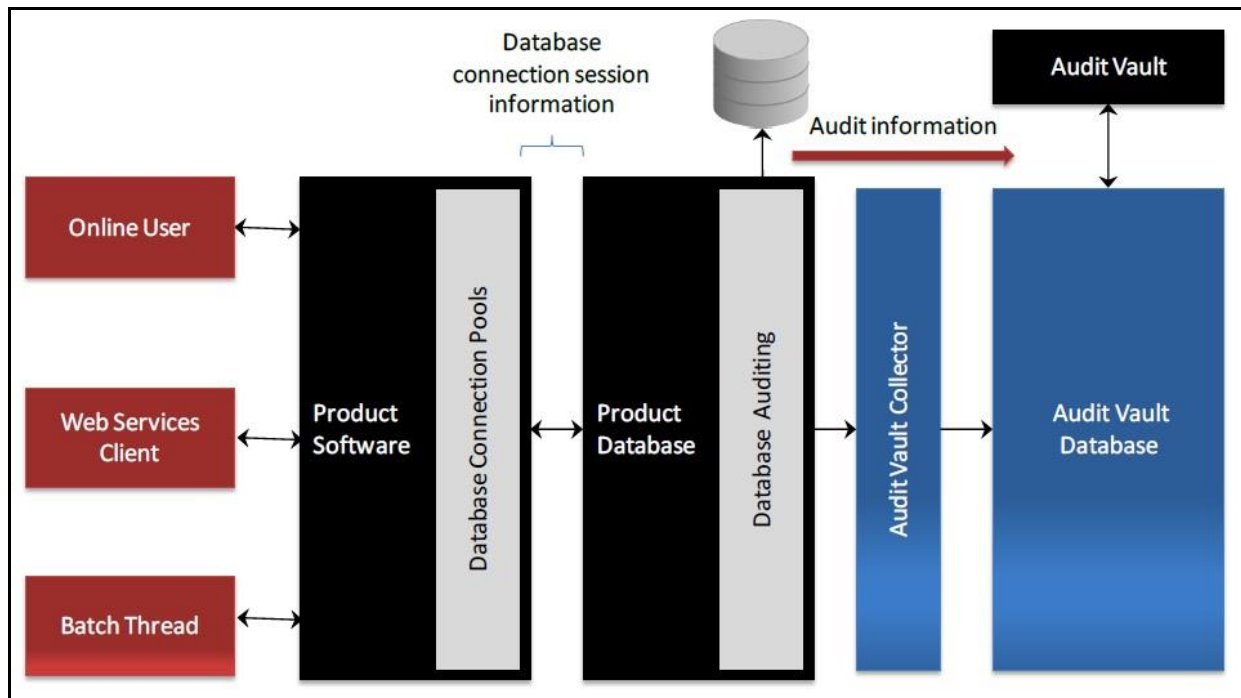 Database
connection session
information
Audit Vault
Audit information
Online User
Web Services
Client
Batch Thread
Product
Software
Database Connection Pools
Product
Database
Database Auditing
Audit Vault Collector
Audit Vault
Database